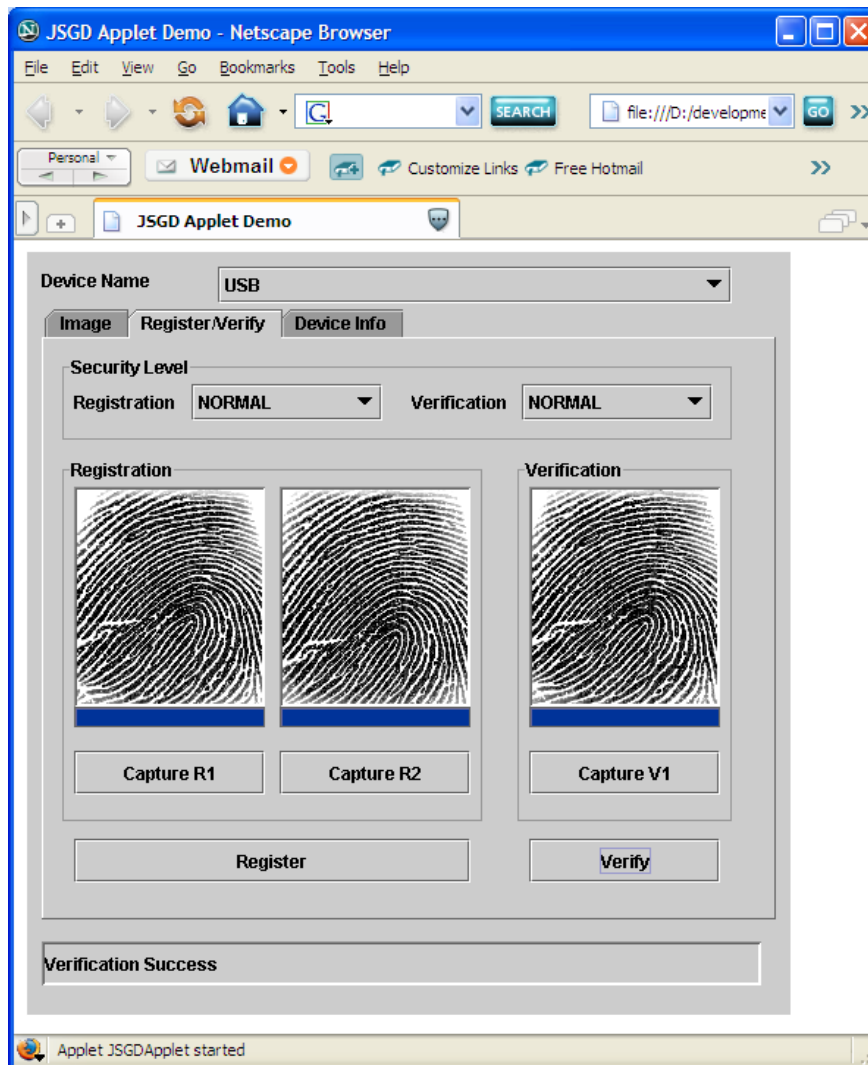 JSGD Applet Demo - Netscape Browser
File Edit View Go Bookmarks Tools Help
G SEARCH file:///D:/developme GO
Personal Webmail Customize Links Free Hotmail
JSGD Applet Demo
Device Name USB
Image Register/Verify Device Info
Security Level
Registration NORMAL Verification NORMAL
Registration Verification
Capture R1 Capture R2 Capture V1
Register Verify
Verification Success
Applet JSGDApplet started